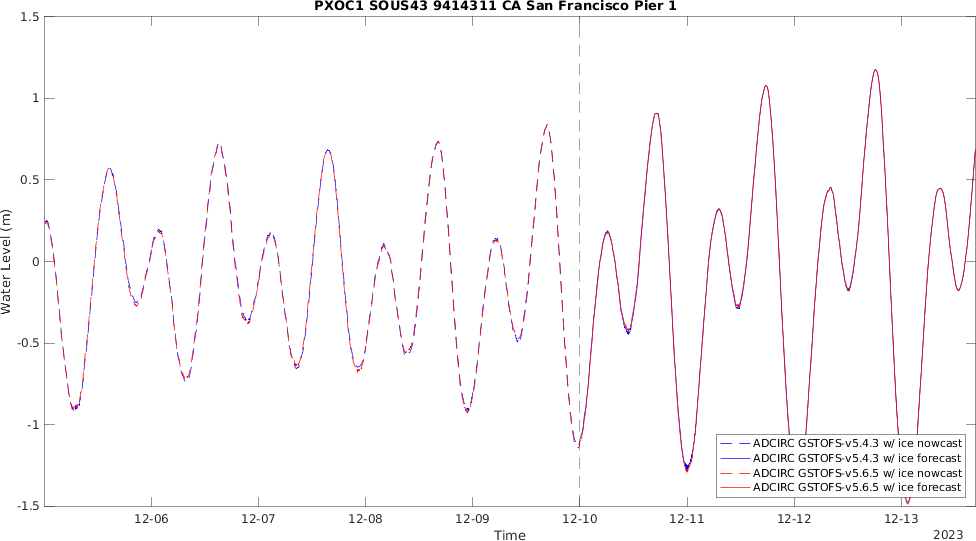 PXOC1 SOUS43 9414311 CA San Francisco Pier 1
1.5
1
0.5
0
-0.5
-1
-1.5
Water Level (m)
ADCIRC GSTOFS-v5.4.3 w/ ice nowcast
ADCIRC GSTOFS-v5.4.3 w/ ice forecast
ADCIRC GSTOFS-v5.6.5 w/ ice nowcast
ADCIRC GSTOFS-v5.6.5 w/ ice forecast
12-06 12-07 12-08 12-09 12-10 12-11 12-12 12-13
Time
2023